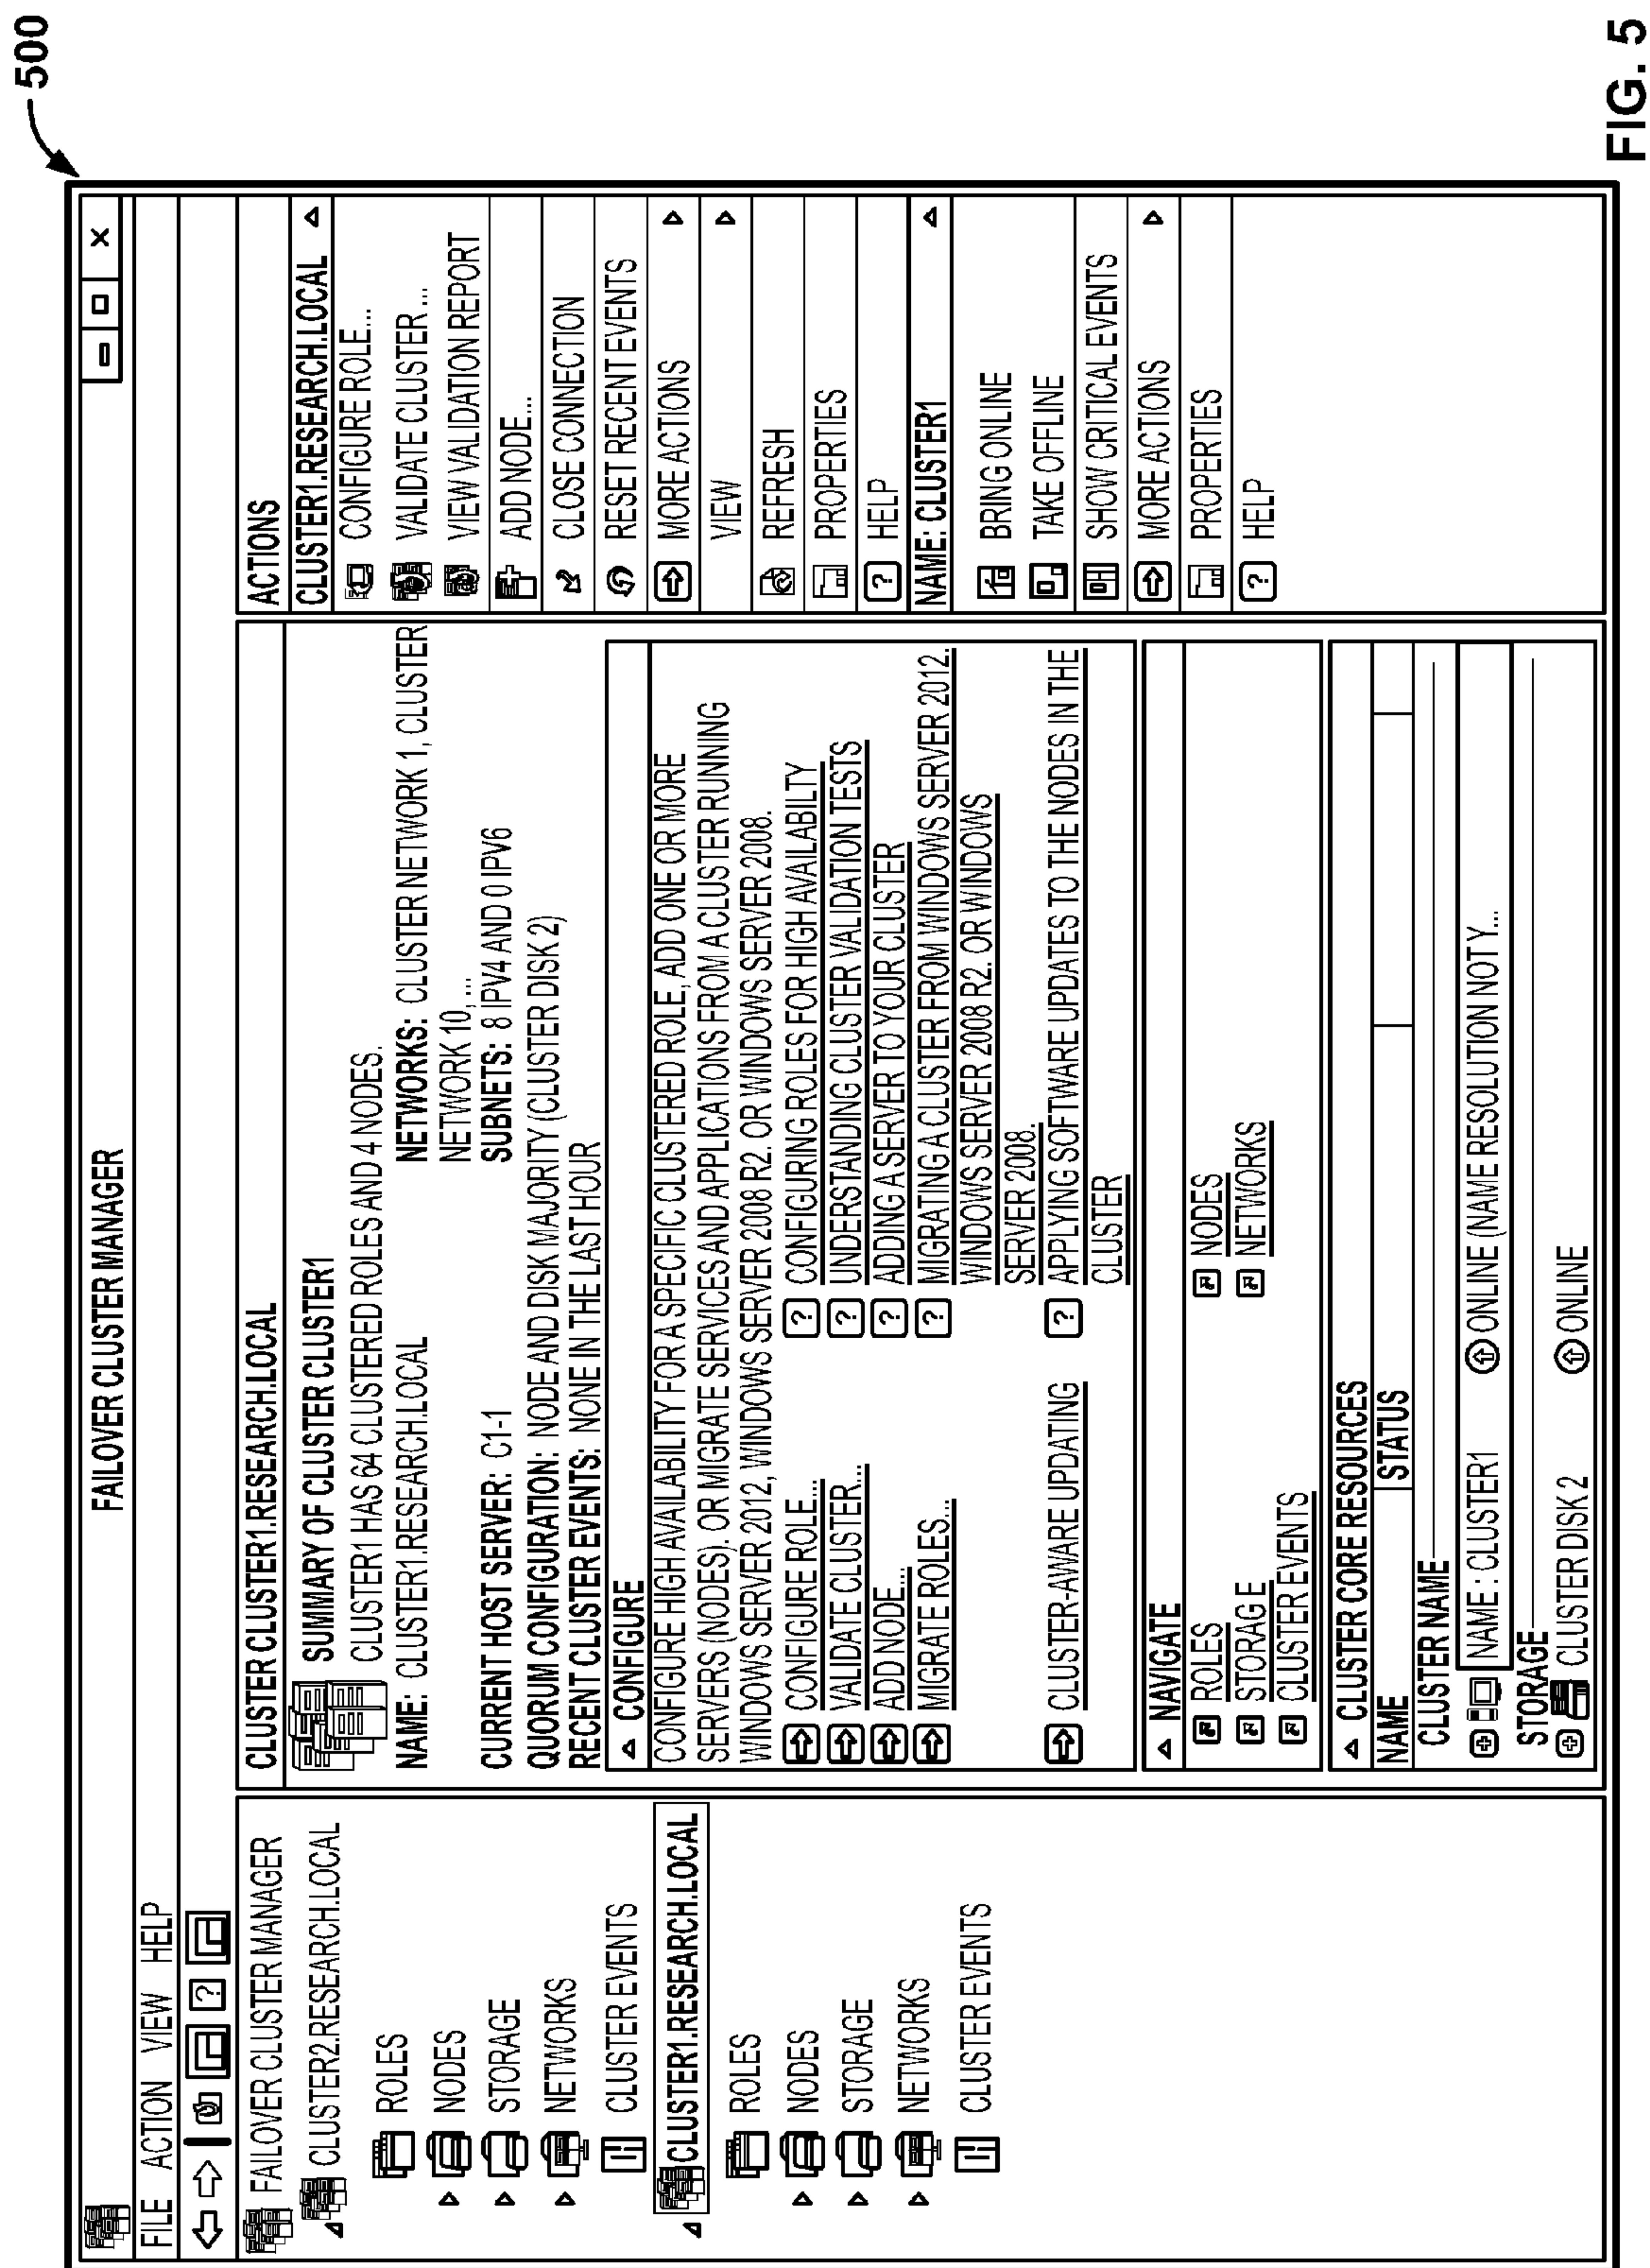 500
FAILOVER CLUSTER MANAGER
FILE ACTION VIEW HELP
FAILOVER CLUSTER MANAGER
CLUSTER2.RESEARCH.LOCAL
ROLES
NODES
STORAGE
NETWORKS
CLUSTER EVENTS
CLUSTER1.RESEARCH.LOCAL
ROLES
NODES
STORAGE
NETWORKS
CLUSTER EVENTS
CLUSTER CLUSTER1.RESEARCH.LOCAL
SUMMARY OF CLUSTER CLUSTER1
CLUSTER1 HAS 64 CLUSTERED ROLES AND 4 NODES.
NAME: CLUSTER1.RESEARCH.LOCAL
NETWORKS: CLUSTER NETWORK 1, CLUSTER
NETWORK 10, ...
CURRENT HOST SERVER: C1-1
SUBNETS: 8 IPV4 AND 0 IPV6
QUORUM CONFIGURATION: NODE AND DISK MAJORITY (CLUSTER DISK 2)
RECENT CLUSTER EVENTS: NONE IN THE LAST HOUR
CONFIGURE
CONFIGURE HIGH AVAILABILITY FOR A SPECIFIC CLUSTERED ROLE, ADD ONE OR MORE
SERVERS (NODES). OR MIGRATE SERVICES AND APPLICATIONS FROM A CLUSTER RUNNING
WINDOWS SERVER 2012, WINDOWS SERVER 2008 R2. OR WINDOWS SERVER 2008.
CONFIGURE ROLE...
CONFIGURING ROLES FOR HIGH AVAILABILTY
VALIDATE CLUSTER...
UNDERSTANDING CLUSTER VALIDATION TESTS
ADD NODE...
ADDING A SERVER TO YOUR CLUSTER
MIGRATE ROLES...
MIGRATING A CLUSTER FROM WINDOWS SERVER 2012.
WINDOWS SERVER 2008 R2. OR WINDOWS
SERVER 2008.
CLUSTER-AWARE UPDATING
APPLYING SOFTWARE UPDATES TO THE NODES IN THE
CLUSTER
NAVIGATE
ROLES
NODES
STORAGE
NETWORKS
CLUSTER EVENTS
CLUSTER CORE RESOURCES
NAME STATUS
CLUSTER NAME
NAME : CLUSTER1 ONLINE (NAME RESOLUTION NOT Y...
STORAGE
CLUSTER DISK 2 ONLINE
ACTIONS
CLUSTER1.RESEARCH.LOCAL
CONFIGURE ROLE...
VALIDATE CLUSTER...
VIEW VALIDATION REPORT
ADD NODE...
CLOSE CONNECTION
RESET RECENT EVENTS
MORE ACTIONS
VIEW
REFRESH
PROPERTIES
? HELP
NAME: CLUSTER1
BRING ONLINE
TAKE OFFLINE
SHOW CRITICAL EVENTS
MORE ACTIONS
PROPERTIES
? HELP
FIG. 5